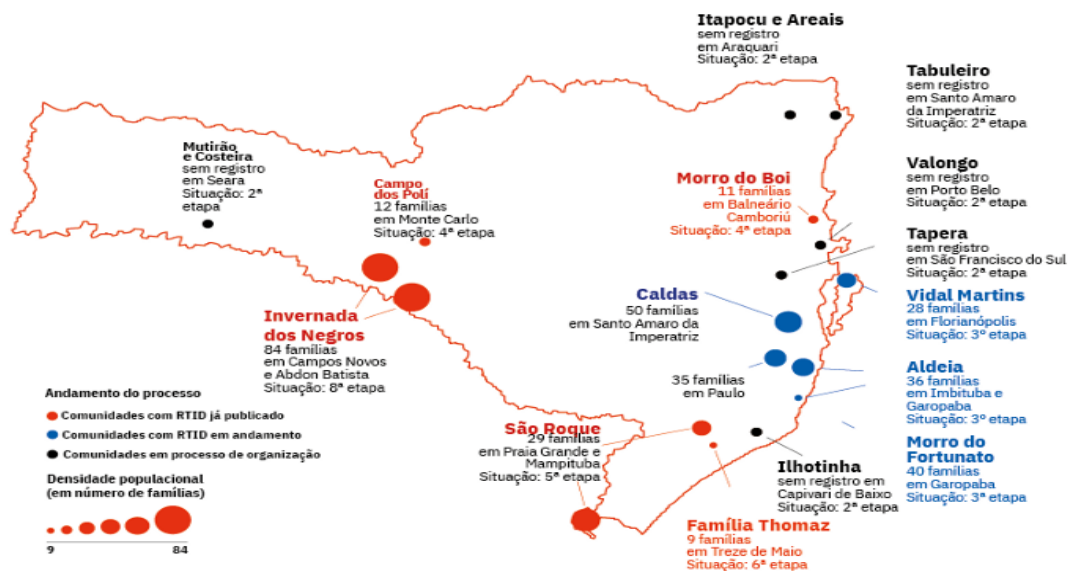 Itapocu e Areais
sem registro
em Araquari
Situação: 2ª etapa
Tabuleiro
sem registro
em Santo Amaro
da Imperatriz
Situação: 2ª etapa
Mutirão
e Costeira
sem registro
em Seara
Situação: 2ª
etapa
Campo
dos Polí
12 famílias
em Monte Carlo
Situação: 4ª etapa
Morro do Boi
11 famílias
em Balneário
Camboriú
Situação: 4ª etapa
Valongo
sem registro
em Porto Belo
Situação: 2ª etapa
Tapera
sem registro
em São Francisco do Sul
Situação: 2ª etapa
Invernada
dos Negros
84 famílias
em Campos Novos
e Abdon Batista
Situação: 8ª etapa
Caldas
50 famílias
em Santo Amaro da
Imperatriz
Vidal Martins
28 famílias
em Florianópolis
Situação: 3º etapa
35 famílias
em Paulo
Aldeia
36 famílias
em Imbituba e
Garopaba
Situação: 3º etapa
São Roque
29 famílias
em Praia Grande e
Mampituba
Situação: 5ª etapa
Ilhotinha
sem registro em
Capivari de Baixo
Situação: 2ª etapa
Morro do
Fortunato
40 famílias
em Garopaba
Situação: 3ª etapa
Família Thomaz
9 famílias
em Treze de Maio
Situação: 6ª etapa
Andamento do processo
Comunidades com RTID já publicado
Comunidades com RTID em andamento
Comunidades em processo de organização
Densidade populacional
(em número de famílias)
9 84